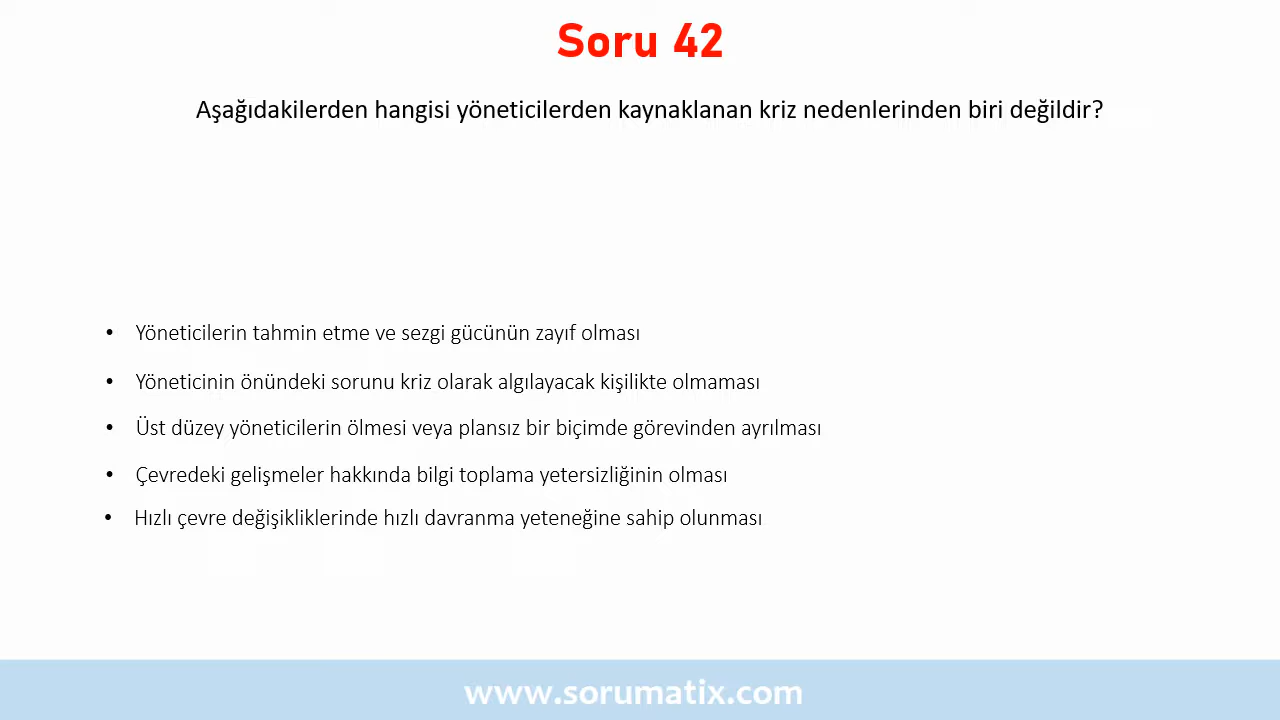 Soru 42
Aşağıdakilerden hangisi yöneticilerden kaynaklanan kriz nedenlerinden biri değildir?
• Yöneticilerin tahmin etme ve sezgi gücünün zayıf olması
• Yöneticinin önündeki sorunu kriz olarak algılayacak kişilikte olmaması
• Üst düzey yöneticilerin ölmesi veya plansız bir biçimde görevinden ayrılması
• Çevredeki gelişmeler hakkında bilgi toplama yetersizliğinin olması
• Hızlı çevre değişikliklerinde hızlı davranma yeteneğine sahip olunması
www.sorumatix.com